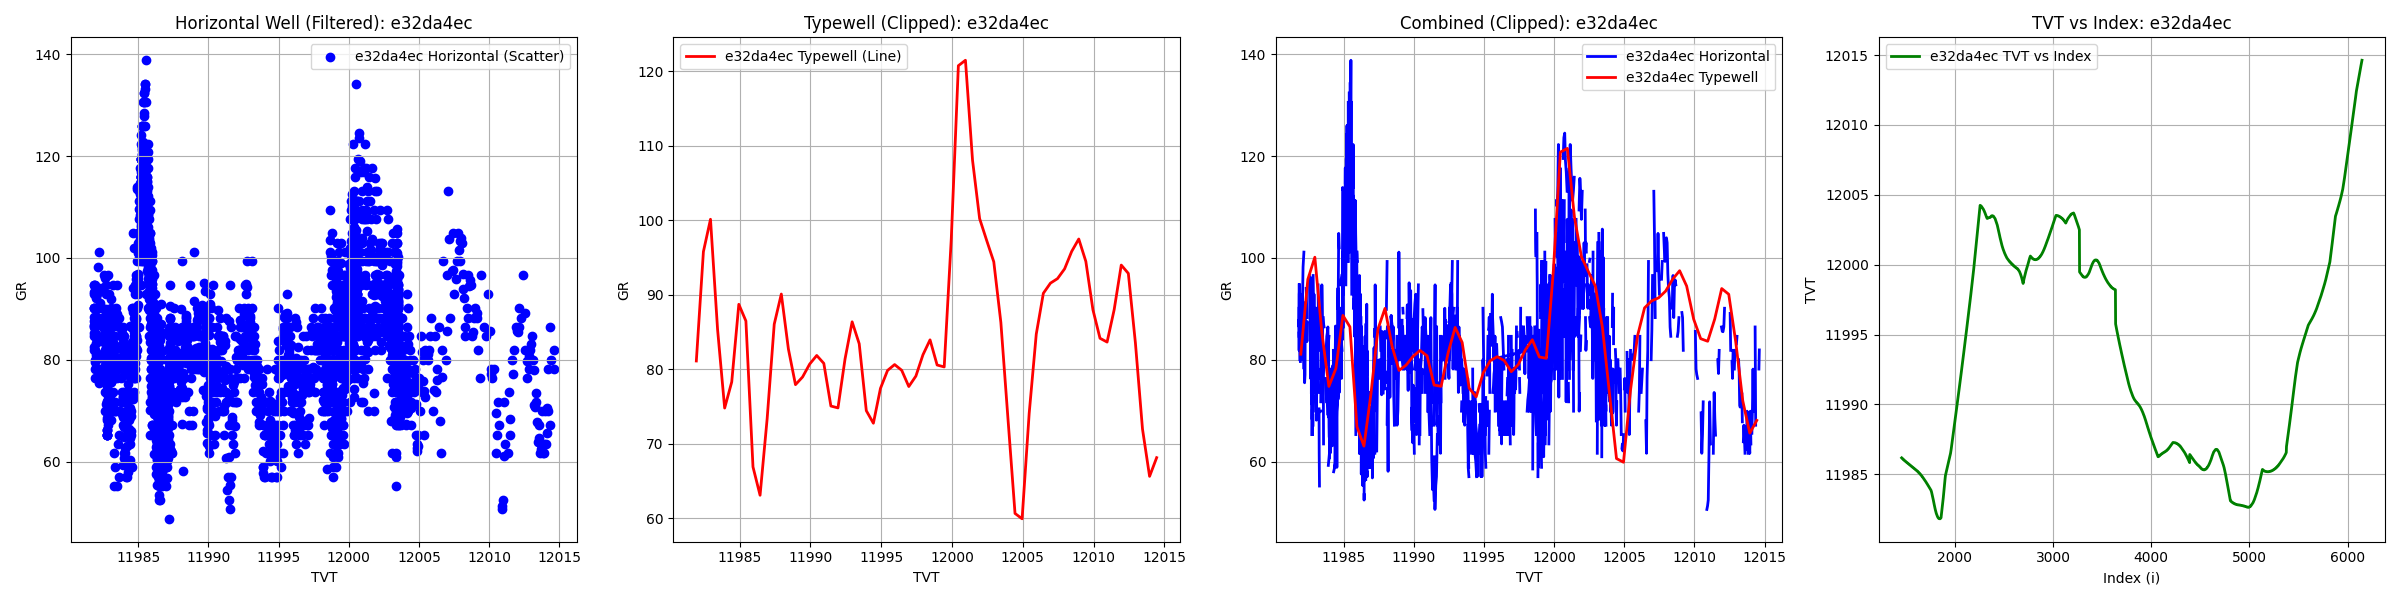 Horizontal Well (Filtered): e32da4ec
e32da4ec Horizontal (Scatter)
GR
140
120
100
80
60
11985 11990 11995 12000 12005 12010 12015
TVT
Typewell (Clipped): e32da4ec
e32da4ec Typewell (Line)
GR
120
110
100
90
80
70
60
11985 11990 11995 12000 12005 12010 12015
TVT
Combined (Clipped): e32da4ec
e32da4ec Horizontal
e32da4ec Typewell
GR
140
120
100
80
60
11985 11990 11995 12000 12005 12010 12015
TVT
TVT vs Index: e32da4ec
e32da4ec TVT vs Index
TVT
12015
12010
12005
12000
11995
11990
11985
2000 3000 4000 5000 6000
Index (i)